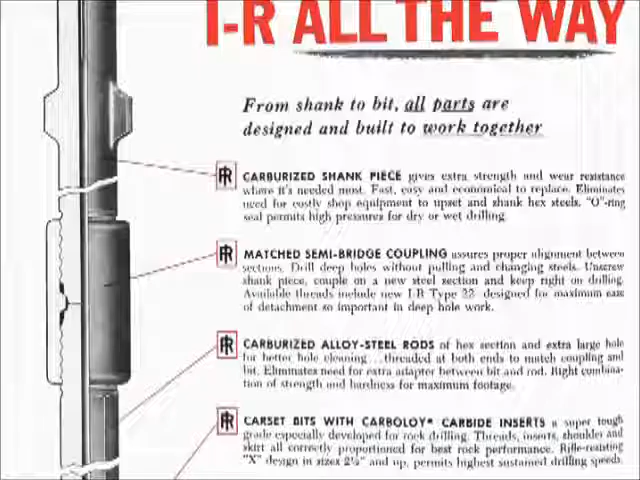 I-R ALL THE WAY
From shank to bit, all parts are
designed and built to work together
CARBURIZED SHANK PIECE gives extra strength and wear resistance
where it's needed most. Fast, easy and economical to replace. Eliminates
need for costly shop equipment to upset and shank hex steels. "O"-ring
seal permits high pressures for dry or wet drilling.
MATCHED SEMI-BRIDGE COUPLING assures proper alignment between
sections. Drill deep holes without pulling and changing steels. Unscrew
shank piece, couple on a new steel section and keep right on drilling.
Available threads include new I-R Type 22 designed for maximum ease
of detachment so important in deep hole work.
CARBURIZED ALLOY-STEEL RODS of hex section and extra large hole
for better hole cleaning...threaded at both ends to match coupling and
bit. Eliminates need for extra adapter between bit and rod. Right combina-
tion of strength and hardness for maximum footage.
CARSET BITS WITH CARBOLOY* CARBIDE INSERTS a super tough
grade especially developed for rock drilling. Threads, inserts, shoulder and
skirt all correctly proportioned for best rock performance. Rifle-resisting
"X" design in sizes 2½" and up, permits highest sustained drilling speeds.